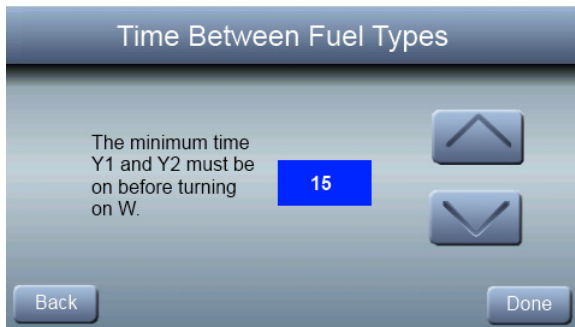 Time Between Fuel Types
The minimum time
Y1 and Y2 must be
on before turning
on W.
15
Back
Done